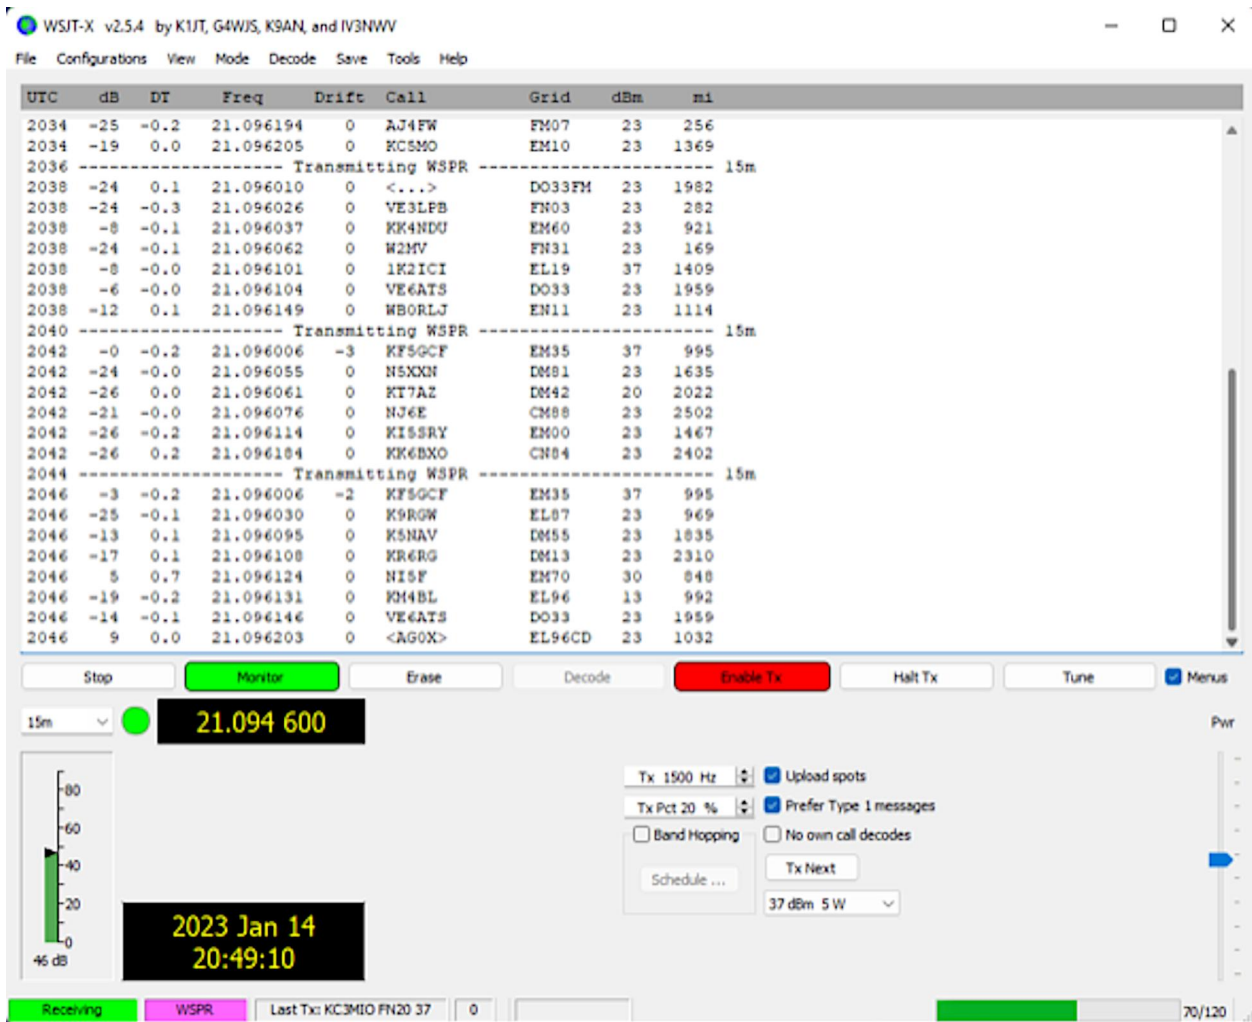 WSJT-X v2.5.4 by K1JT, G4WJS, K9AN, and IV3NWV
File Configurations View Mode Decode Save Tools Help
UTC dB DT Freq Drift Call Grid dBm mi
2034 -25 -0.2 21.096194 0 AJ4FW FM07 23 256
2034 -19 0.0 21.096205 0 KC5MO EM10 23 1369
2036 -------------------- Transmitting WSPR ----------------------- 15m
2038 -24 0.1 21.096010 0 <...> DO33FM 23 1982
2038 -24 -0.3 21.096026 0 VE3LPB FN03 23 282
2038 -8 -0.1 21.096037 0 KK4NDU EM60 23 921
2038 -24 -0.1 21.096062 0 W2MV FN31 23 169
2038 -8 -0.0 21.096101 0 1K2ICI EL19 37 1409
2038 -6 -0.0 21.096104 0 VE6ATS DO33 23 1959
2038 -12 0.1 21.096149 0 WB0RLJ EN11 23 1114
2040 -------------------- Transmitting WSPR ----------------------- 15m
2042 -0 -0.2 21.096006 -3 KF5GCF EM35 37 995
2042 -24 -0.0 21.096055 0 N5XXN DM81 23 1635
2042 -26 0.0 21.096061 0 KT7AZ DM42 20 2022
2042 -21 -0.0 21.096076 0 NJ6E CM88 23 2502
2042 -26 -0.2 21.096114 0 KI5SRY EM00 23 1467
2042 -26 0.2 21.096184 0 KK6BXO CN84 23 2402
2044 -------------------- Transmitting WSPR ----------------------- 15m
2046 -3 -0.2 21.096006 -2 KF5GCF EM35 37 995
2046 -25 -0.1 21.096030 0 K9RGW EL87 23 969
2046 -13 0.1 21.096095 0 K5NAV DM55 23 1835
2046 -17 0.1 21.096108 0 KR6RG DM13 23 2310
2046 5 0.7 21.096124 0 NI5F EM70 30 848
2046 -19 -0.2 21.096131 0 KM4BL EL96 13 992
2046 -14 -0.1 21.096146 0 VE6ATS DO33 23 1959
2046 9 0.0 21.096203 0 <AG0X> EL96CD 23 1032
Stop Monitor Erase Decode Enable Tx Halt Tx Tune Menus
15m 21.094 600 Pwr
Tx 1500 Hz Upload spots
Tx Pct 20 % Prefer Type 1 messages
Band Hopping No own call decodes
Schedule ... Tx Next
37 dBm 5 W
80
60
40
20
0
46 dB
2023 Jan 14
20:49:10
Receiving WSPR Last Tx: KC3MIO FN20 37 0 70/120